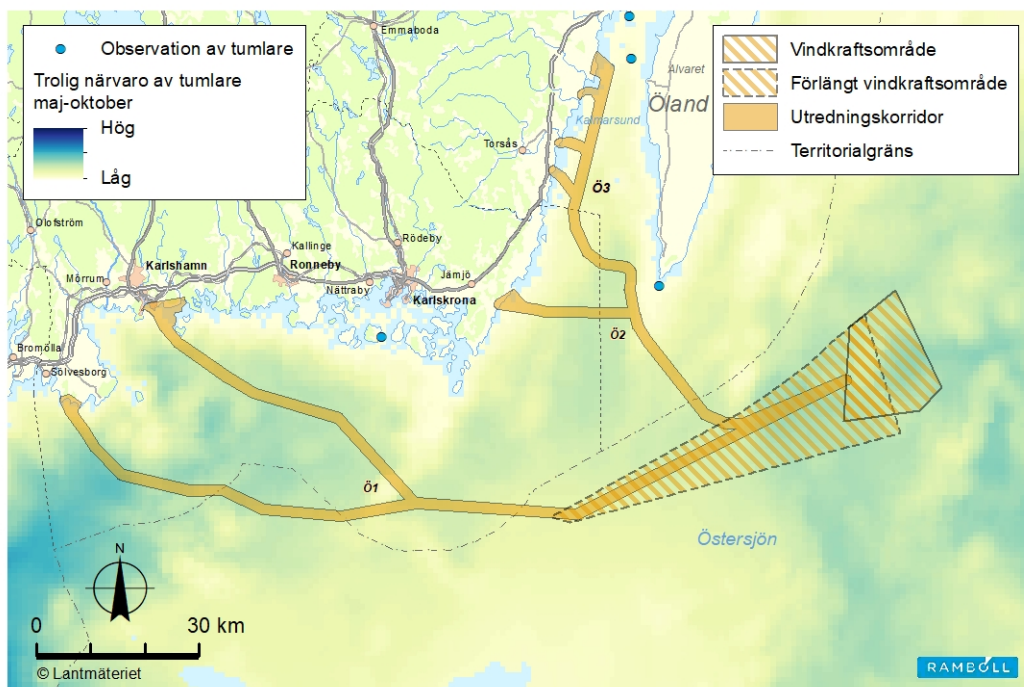 Observation av tumlare
Trolig närvaro av tumlare
maj-oktober
Hög
Låg
Vindkraftsområde
Förlängt vindkraftsområde
Utredningskorridor
Territorialgräns
Emmaboda
Alvaret
Öland
Kalmarsund
Torsås
Ö3
Olofström
Rödeby
Kallinge
Karlshamn
Ronneby
Mörrum
Jämjö
Nättraby
Karlskrona
Ö2
Bromölla
Sölvesborg
Ö1
Östersjön
N
0 30 km
© Lantmäteriet
RAMBOLL